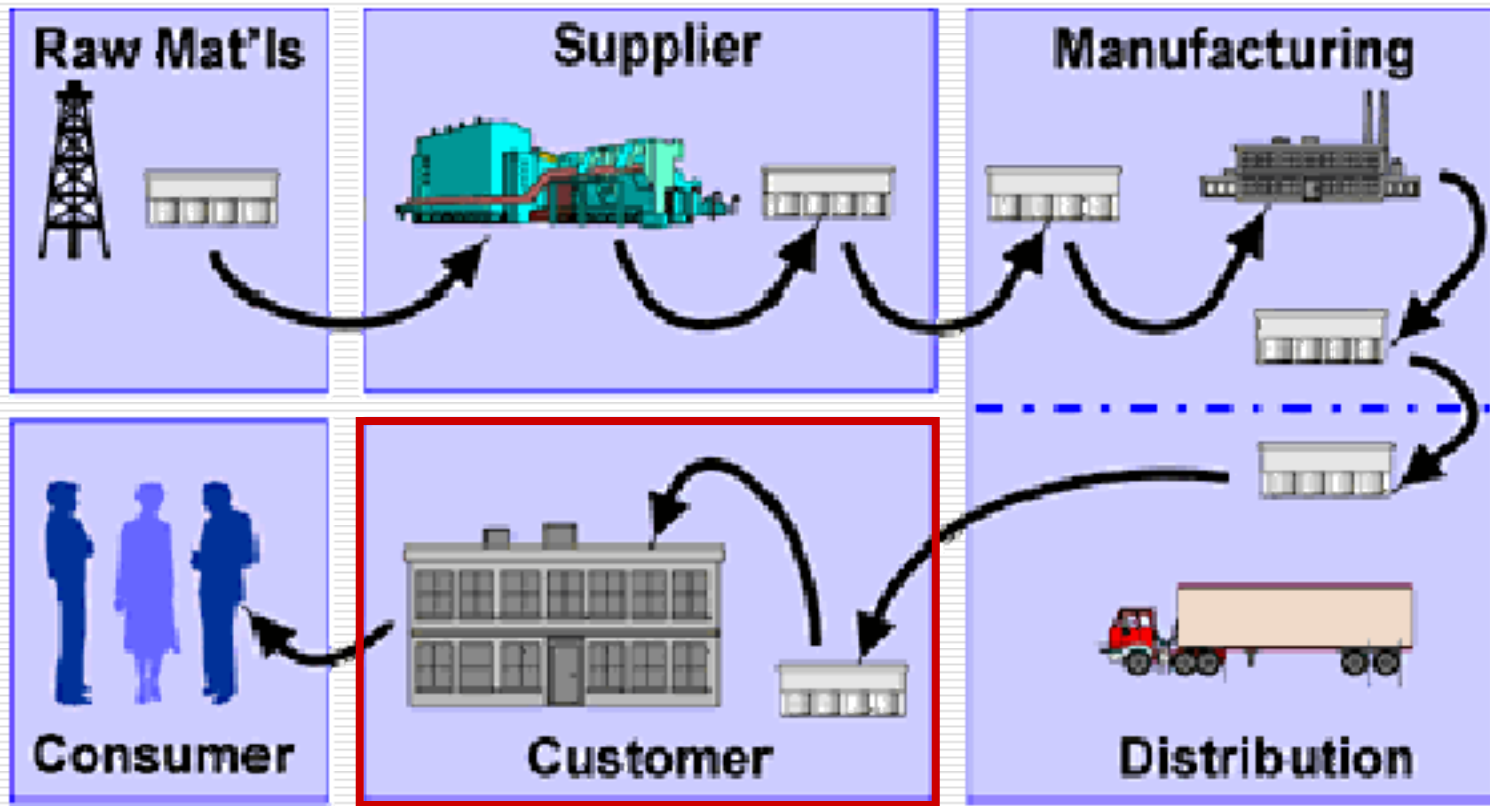 Raw Mat'ls
Supplier
Manufacturing
Consumer
Customer
Distribution